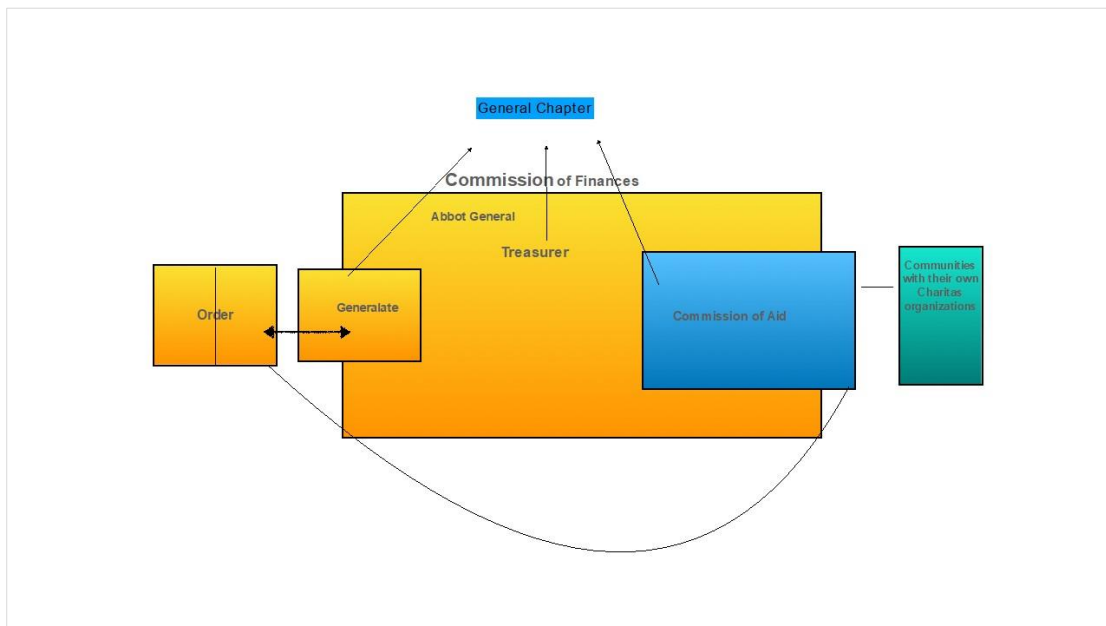 General Chapter
Commission of Finances
Abbot General
Treasurer
Order
Generalate
Commission of Aid
Communities
with their own
Charitas
organizations